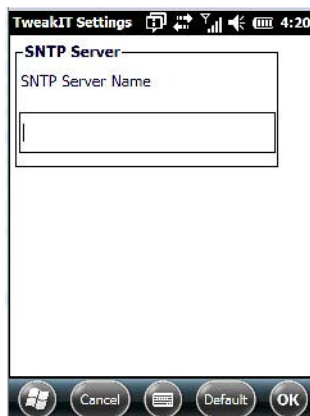 TweakIT Settings 4:20
SNTP Server
SNTP Server Name
Cancel Default OK